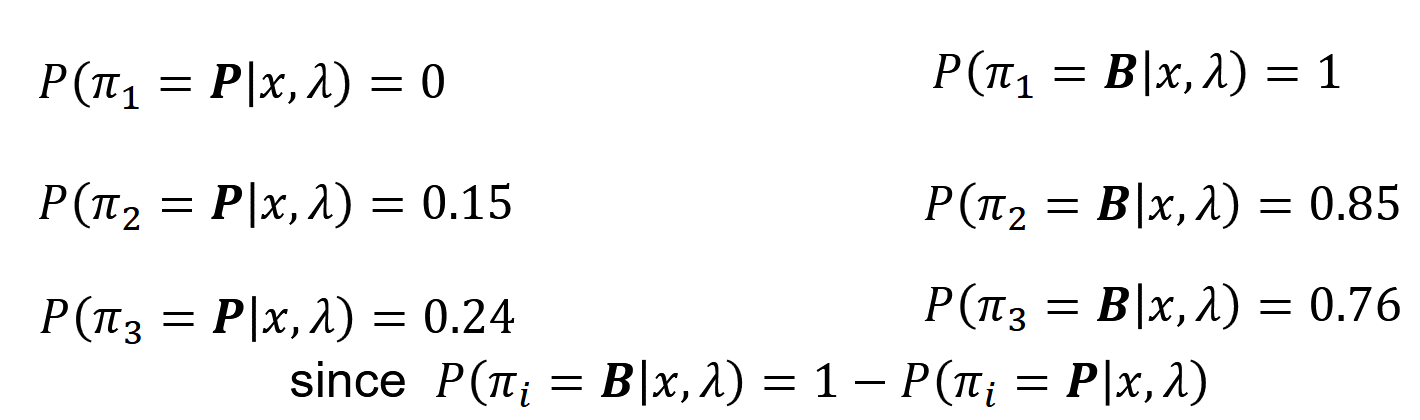 P(π₁ = P|x, λ) = 0
P(π₁ = B|x, λ) = 1
P(π₂ = P|x, λ) = 0.15
P(π₂ = B|x, λ) = 0.85
P(π₃ = P|x, λ) = 0.24
P(π₃ = B|x, λ) = 0.76
since P(πᵢ = B|x, λ) = 1 − P(πᵢ = P|x, λ)